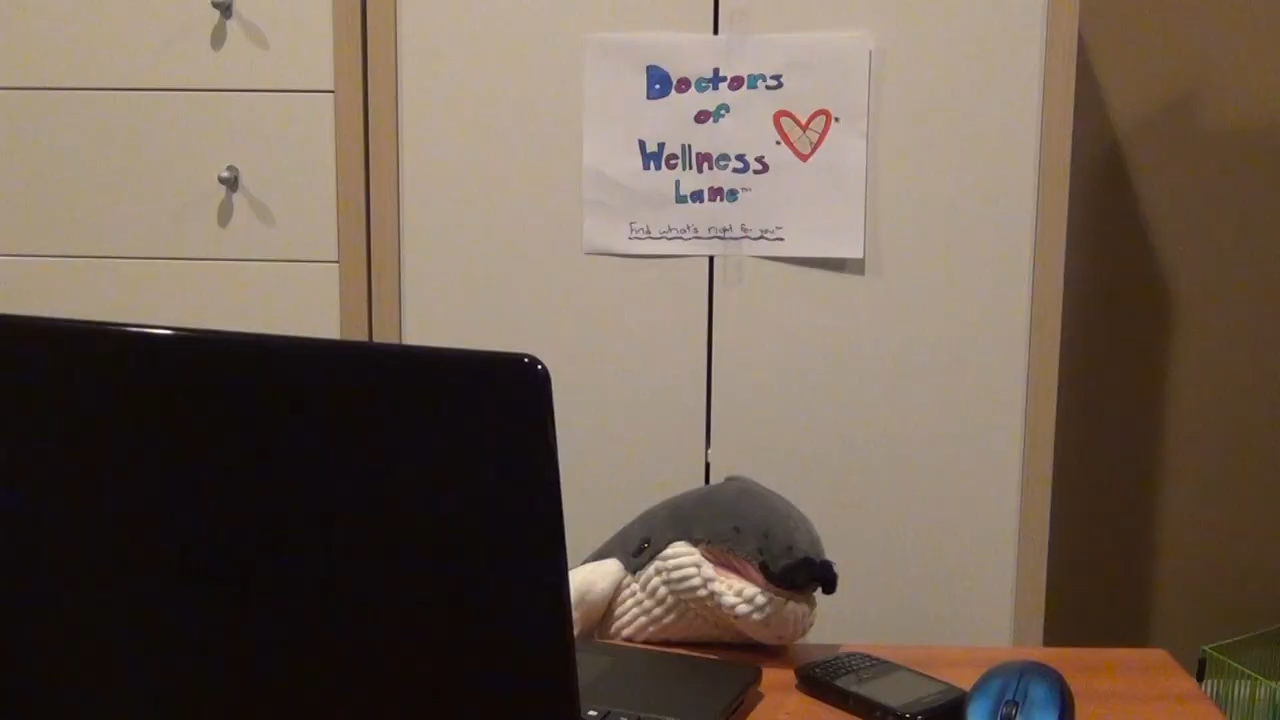 Doctors
of
Wellness
Lane™
Find what's right for you™